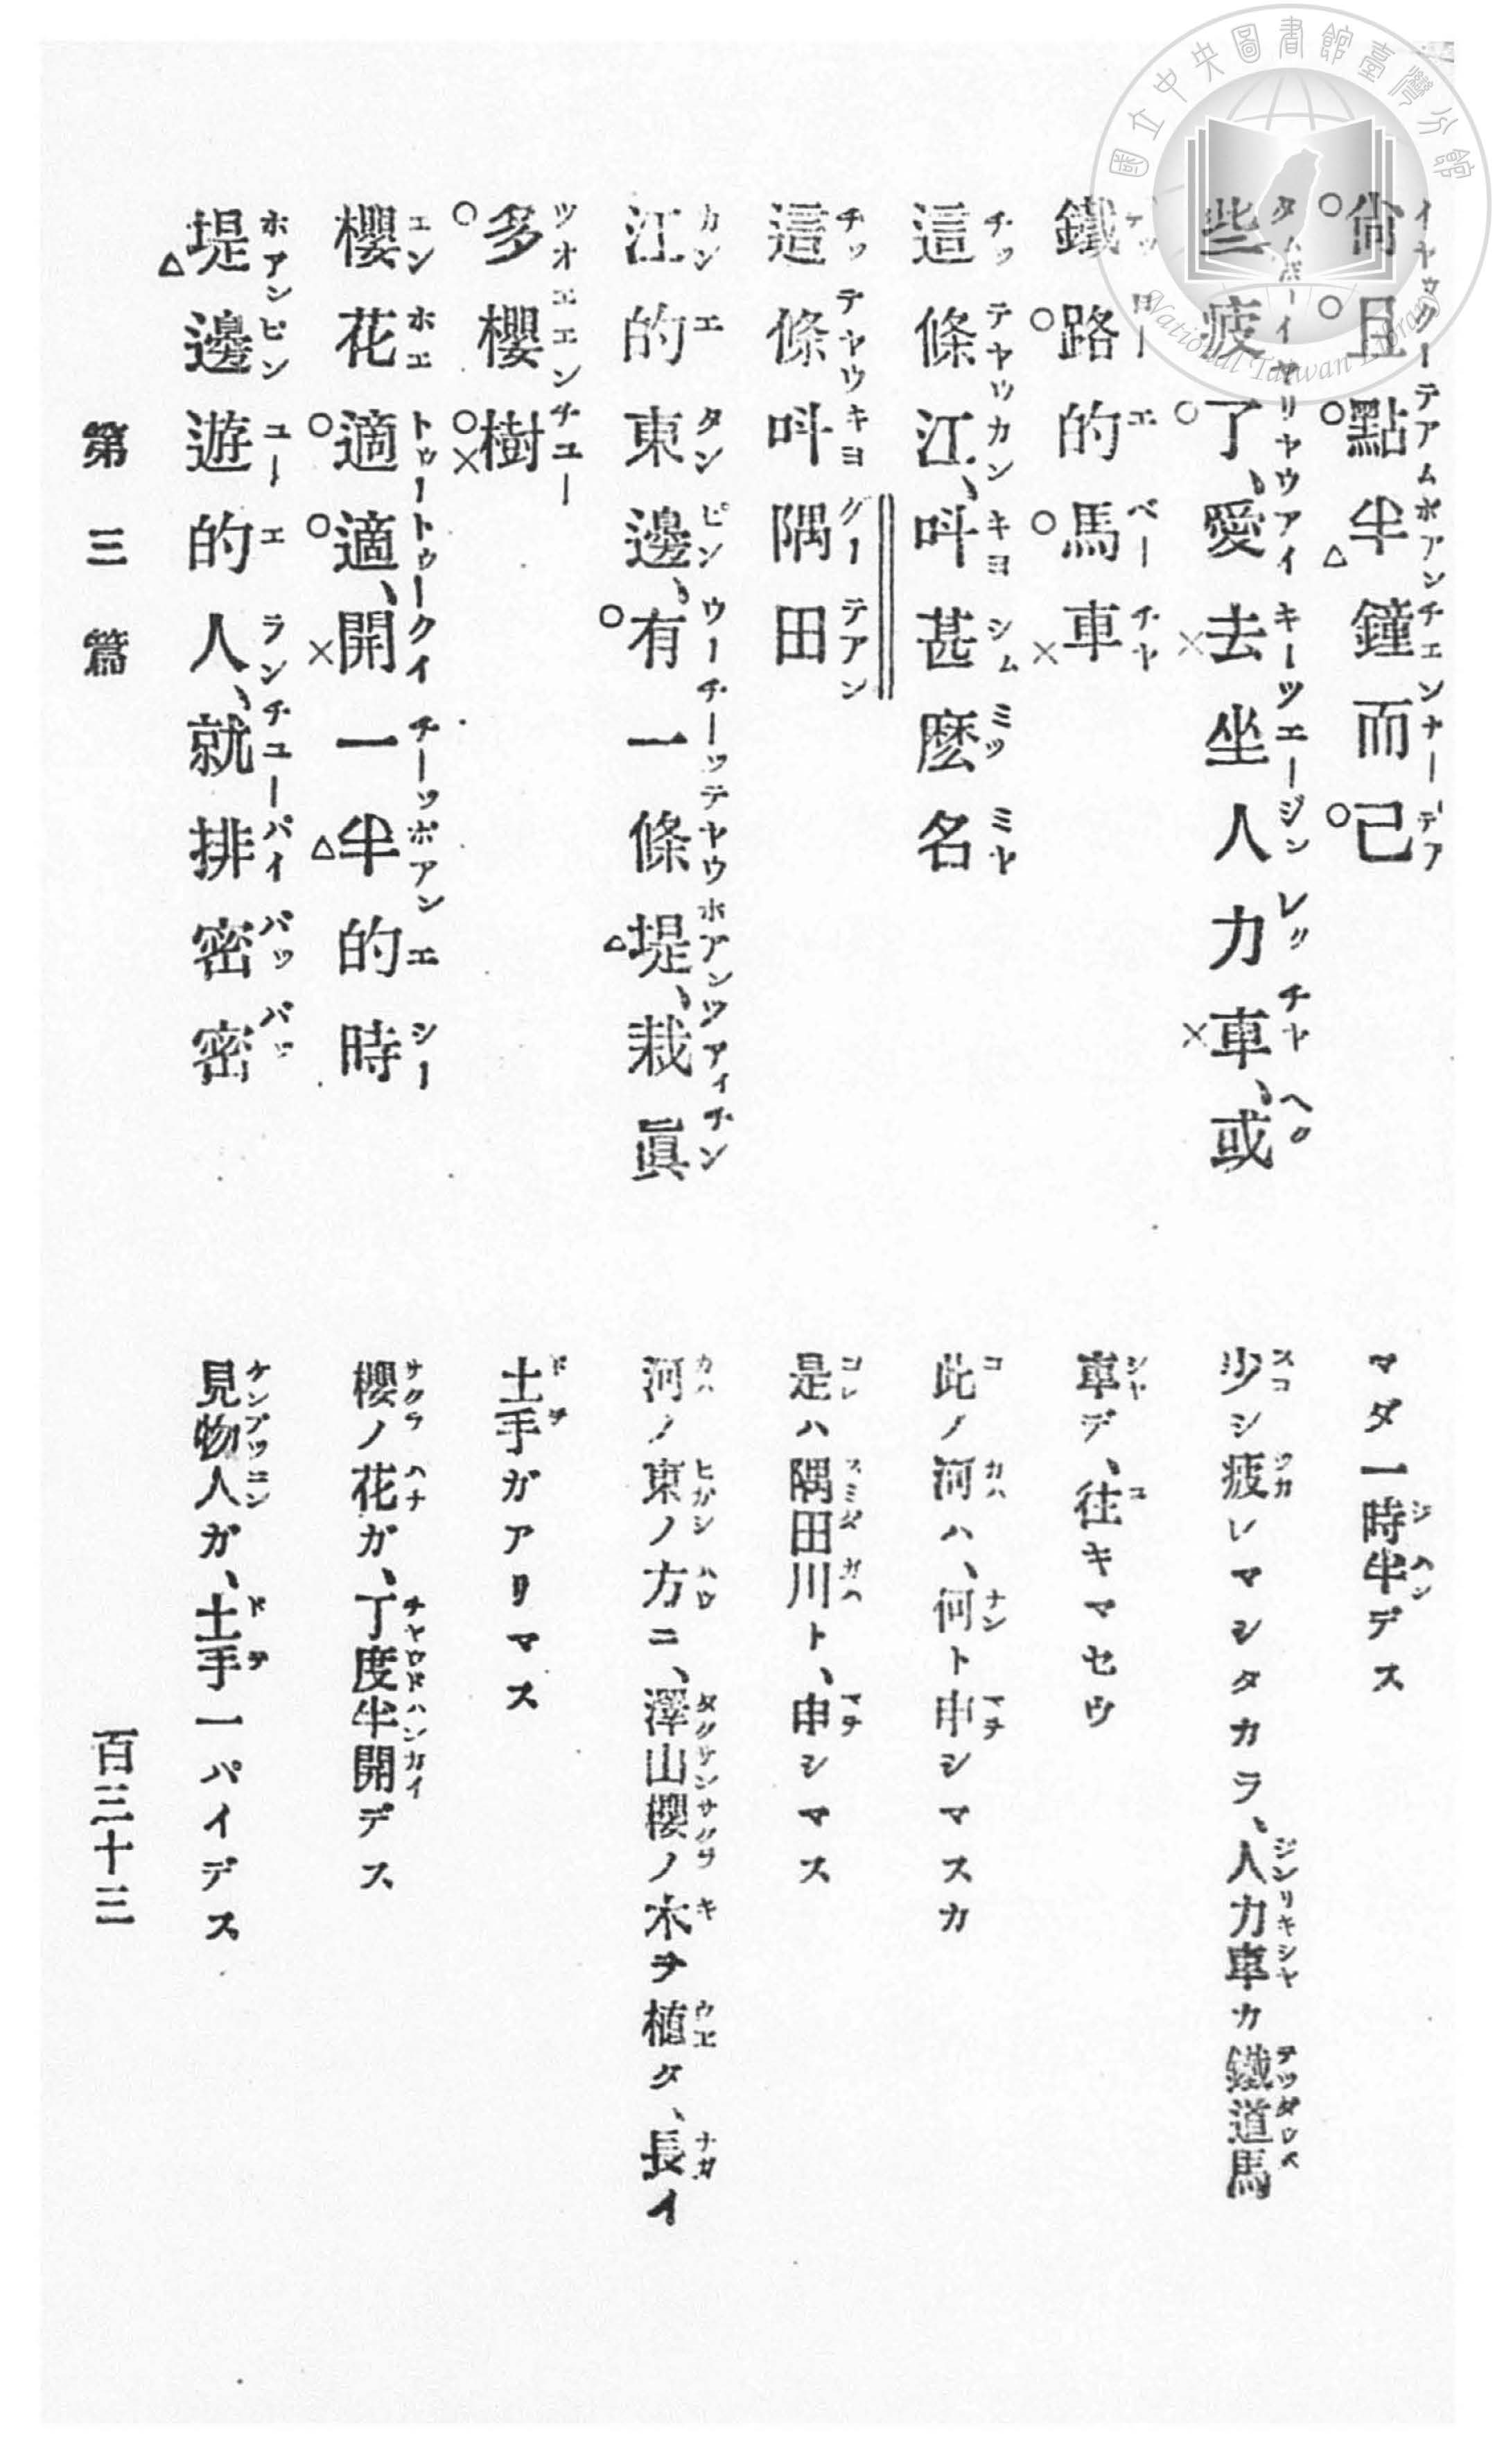 尙且點半鐘而已
些疲了、愛去坐人力車、或
鐵路的馬車
這條江、呌甚麽名
這條呌隅田
江的東邊、有一條堤、栽眞
多櫻樹
櫻花適適、開一半的時
堤邊遊的人、就排密密
マダ一時半デス
少シ疲レマシタカラ、人力車カ鐵道馬
車デ、往キマセウ
此ノ河ハ、何ト申シマスカ
是ハ隅田川ト、申シマス
河ノ東ノ方ニ、澤山櫻ノ木ヲ植タ、長イ
土手ガアリマス
櫻ノ花ガ、丁度半開デス
見物人ガ、土手一パイデス
第三篇
百三十三
國立中央圖書館臺灣分館
National Taiwan Library